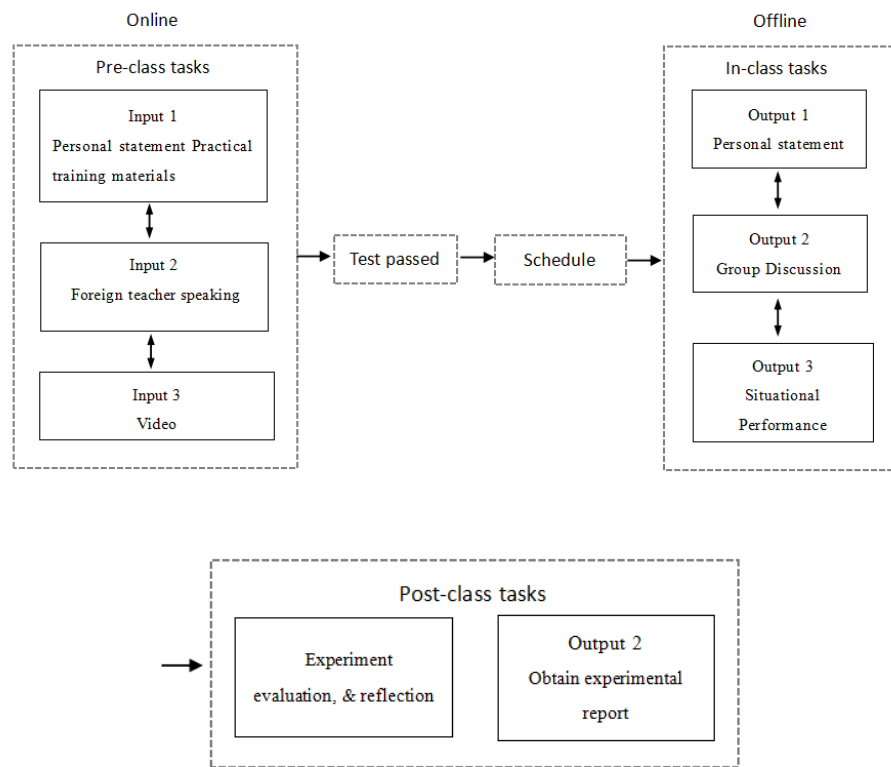 Online
Offline
Pre-class tasks
Input 1
Personal statement Practical
training materials
Input 2
Foreign teacher speaking
Input 3
Video
Test passed
Schedule
In-class tasks
Output 1
Personal statement
Output 2
Group Discussion
Output 3
Situational
Performance
Post-class tasks
Experiment
evaluation, & reflection
Output 2
Obtain experimental
report